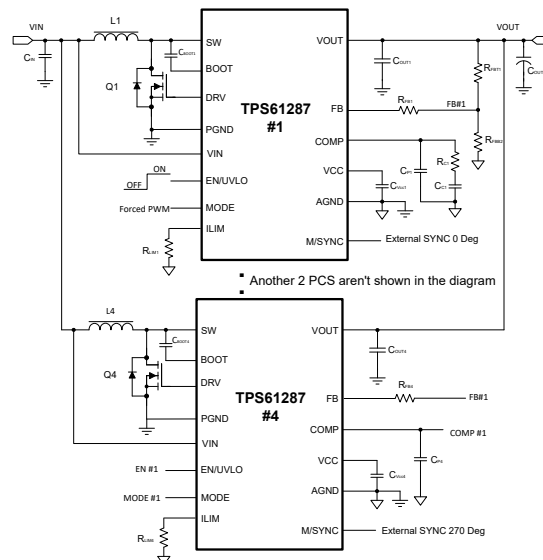 VIN
L1
VOUT
CIN
CBOOT1
SW
VOUT
BOOT
COUT1
RFBT1
COUT
Q1
DRV
TPS61287
#1
FB
RFB1
FB#1
PGND
COMP
RFBB2
RC1
VIN
CP1
CC1
ON
OFF
EN/UVLO
VCC
Forced PWM
MODE
AGND
ILIM
RLIM1
M/SYNC
External SYNC 0 Deg
Another 2 PCS aren't shown in the diagram
L4
SW
VOUT
CBOOT4
BOOT
COUT4
Q4
DRV
TPS61287
#4
FB
RFB4
FB#1
PGND
COMP
COMP #1
VIN
CP4
EN #1
EN/UVLO
VCC
CVcc4
MODE #1
MODE
AGND
ILIM
M/SYNC
External SYNC 270 Deg